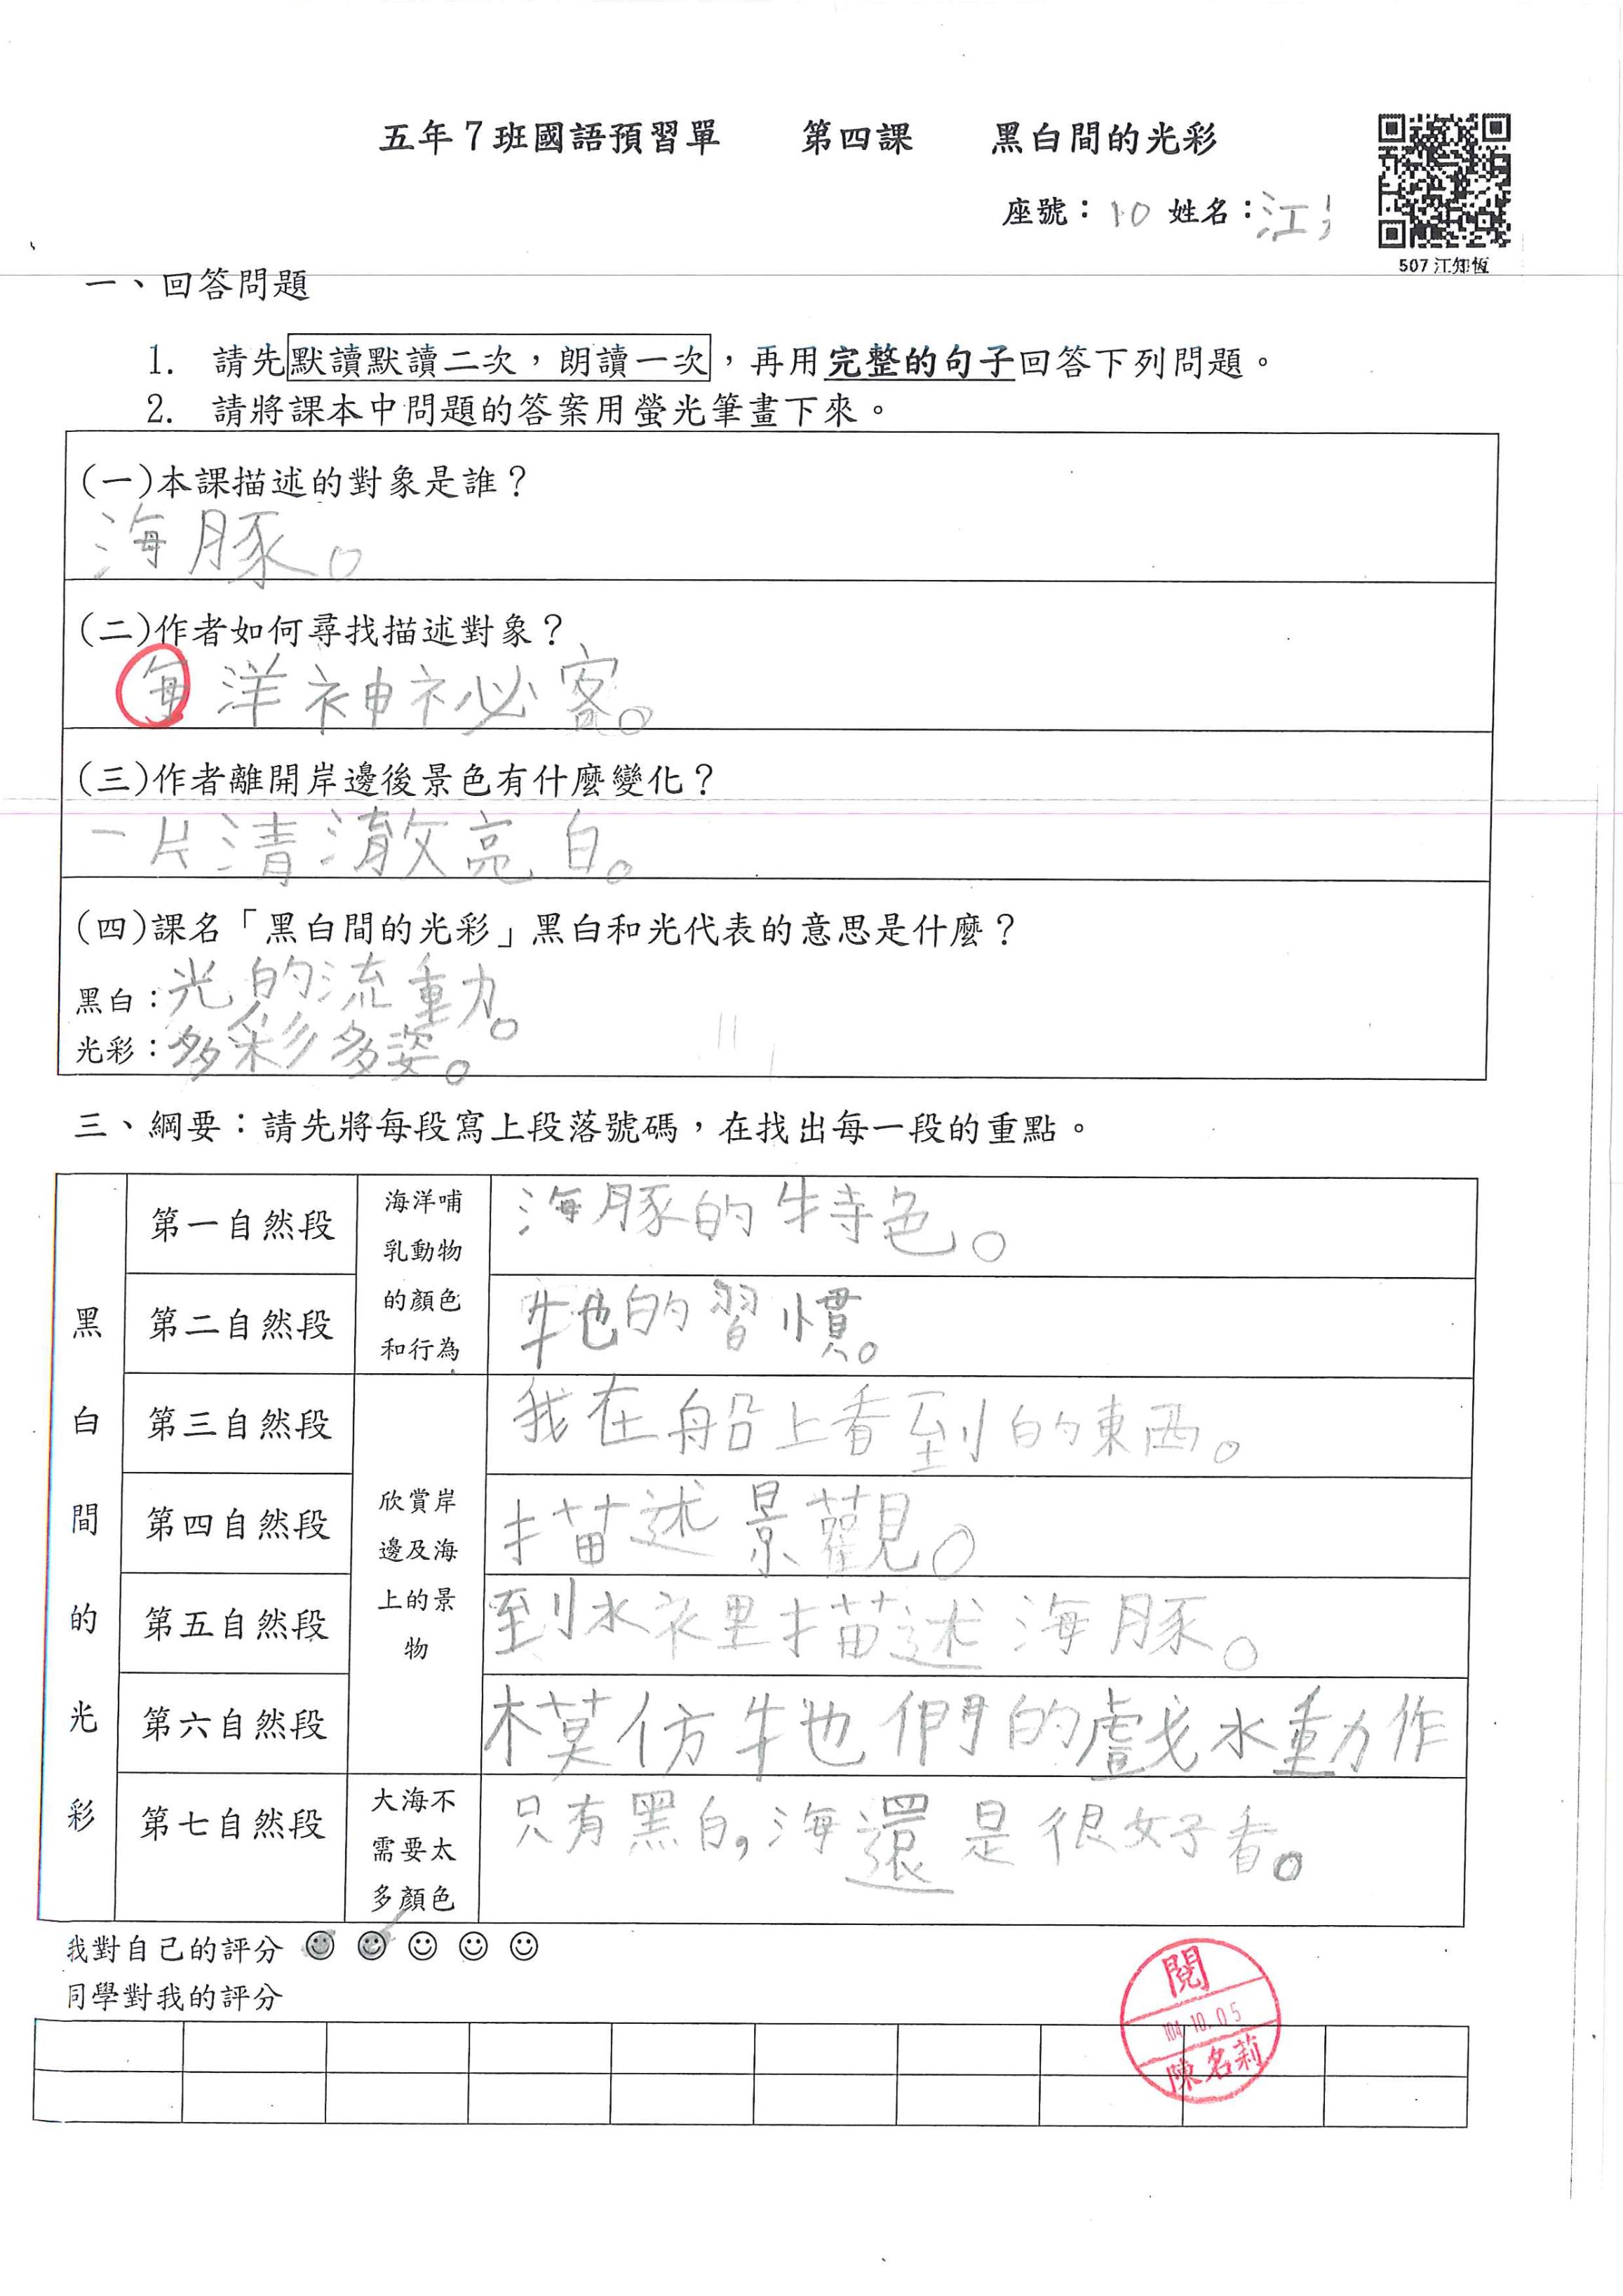 五年7班國語預習單　第四課　黑白間的光彩
座號：10 姓名：江
507 江知恆
一、回答問題
1. 請先默讀默讀二次，朗讀一次，再用完整的句子回答下列問題。
2. 請將課本中問題的答案用螢光筆畫下來。
(一)本課描述的對象是誰？
海豚。
(二)作者如何尋找描述對象？
每洋神祕客。
(三)作者離開岸邊後景色有什麼變化？
一片清澈亮白。
(四)課名「黑白間的光彩」黑白和光代表的意思是什麼？
黑白：光的流動。
光彩：多彩多姿。
三、綱要：請先將每段寫上段落號碼，在找出每一段的重點。
黑白間的光彩
海洋哺乳動物的顏色和行為
第一自然段 海豚的特色。
第二自然段 牠的習慣。
欣賞岸邊及海上的景物
第三自然段 我在船上看到的東西。
第四自然段 描述景觀。
第五自然段 到水裡描述海豚。
第六自然段 模仿牠們的戲水動作
大海不需要太多顏色
第七自然段 只有黑白，海還是很好看。
我對自己的評分 ☺ ☺ ☺ ☺ ☺
同學對我的評分
閱
104.10.05
陳名莉